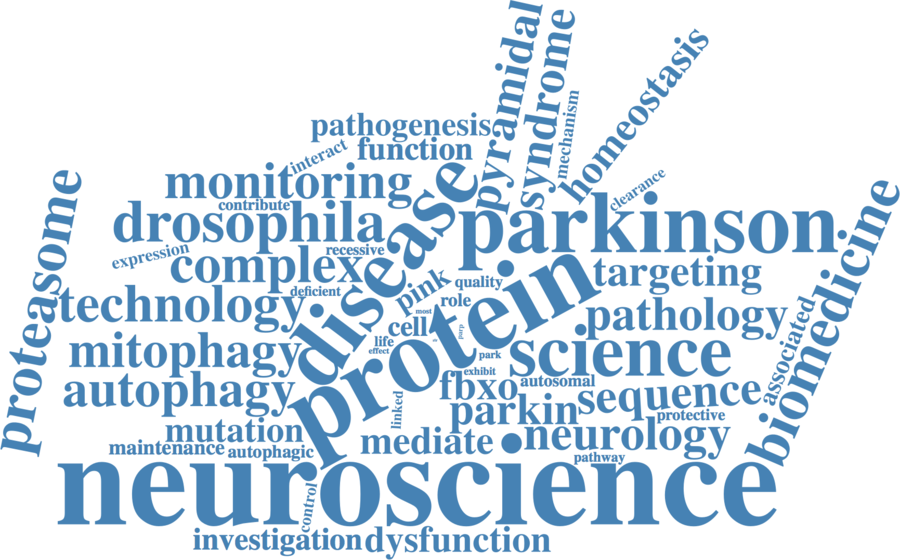 pyramidal
syndrome
homeostasis
mechanism
pathogenesis
function
interact
monitoring
contribute
disease
clearance
proteasome
drosophila
parkinson
biomedicine
expression
recessive
complex
pink
quality
targeting
deficient
role
technology
most
protein
pathology
associated
cell
life
effect
park
science
mitophagy
exhibit
autophagy
fbxo
autosomal
sequence
linked
parkin
protective
mutation
mediate
neurology
maintenance
autophagic
pathway
neuroscience
control
investigation
dysfunction